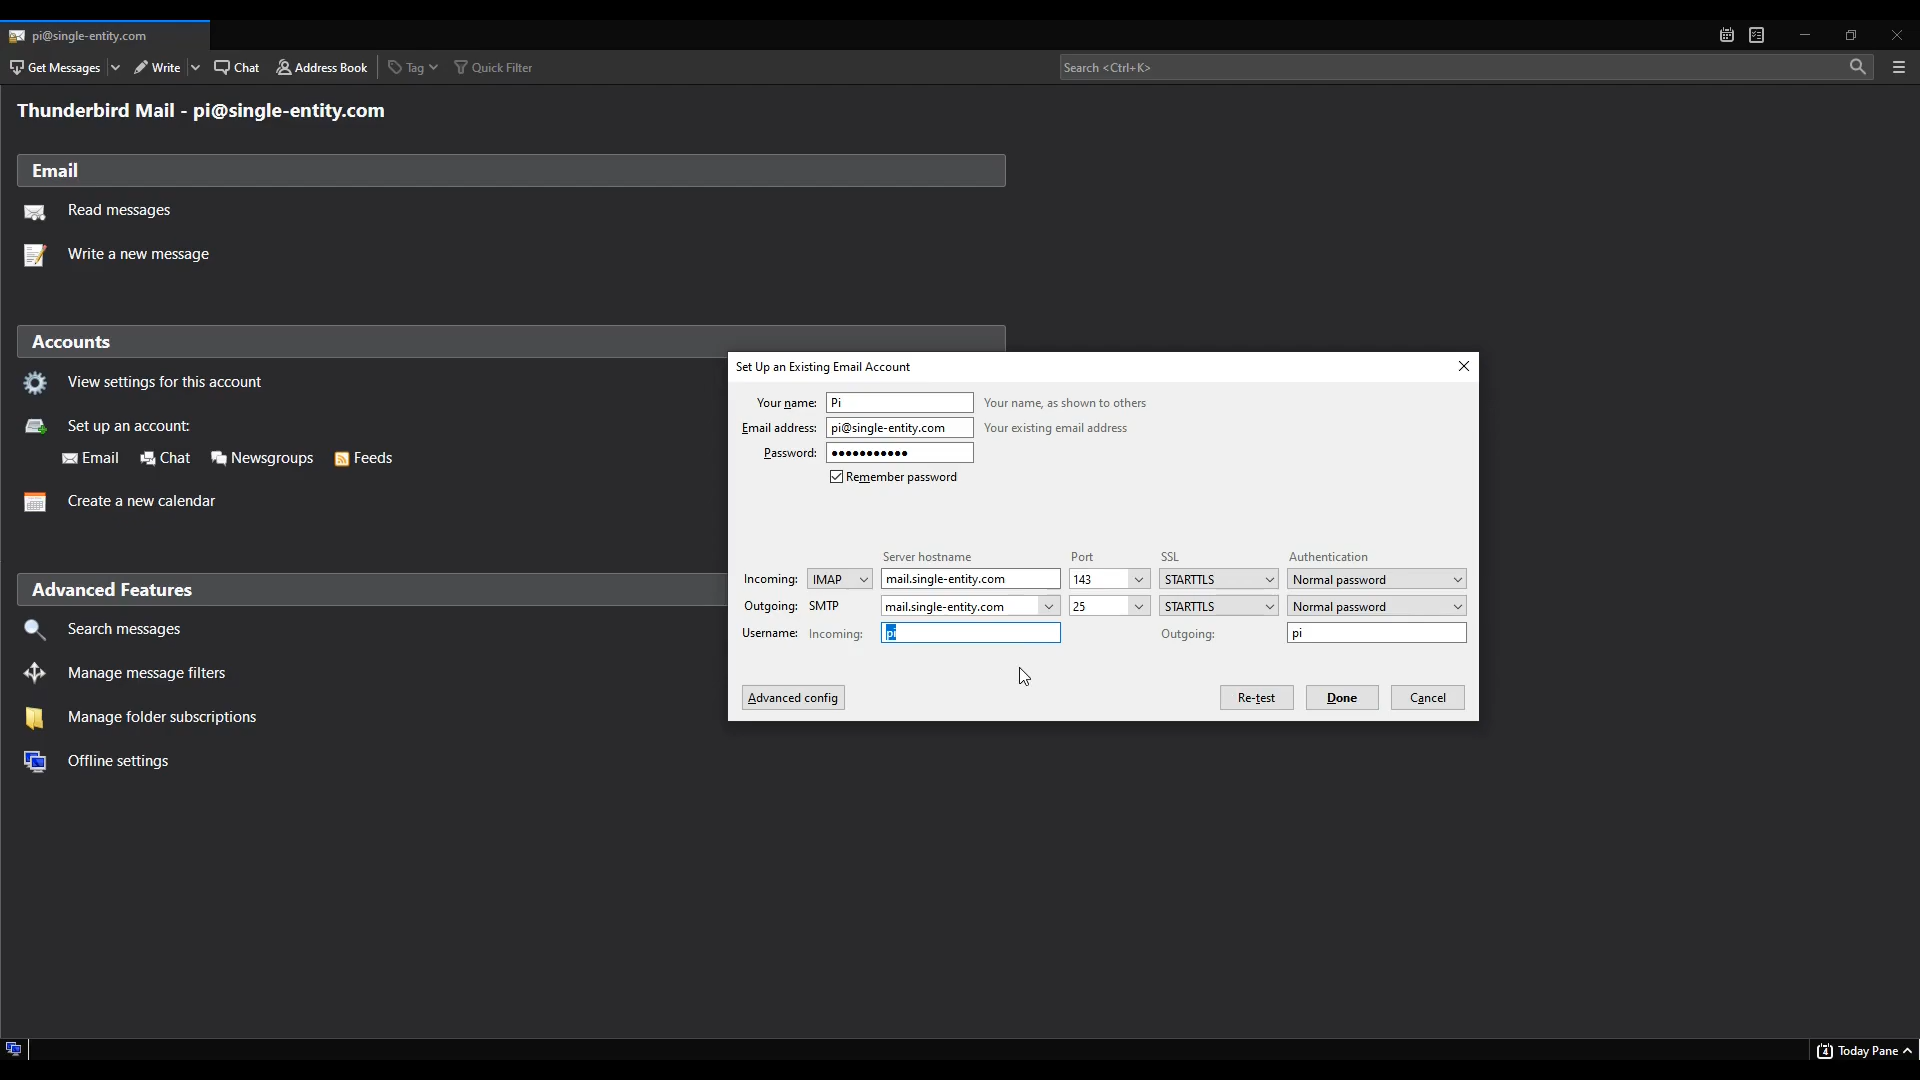 pi@single-entity.com
Get Messages Write Chat Address Book Tag Quick Filter Search <Ctrl+K>
Thunderbird Mail - pi@single-entity.com
Email
Read messages
Write a new message
Accounts
View settings for this account
Set up an account:
Email Chat Newsgroups Feeds
Create a new calendar
Advanced Features
Search messages
Manage message filters
Manage folder subscriptions
Offline settings
Set Up an Existing Email Account
Your name: Pi Your name, as shown to others
Email address: pi@single-entity.com Your existing email address
Password: ●●●●●●●●●●●
Remember password
Server hostname Port SSL Authentication
Incoming: IMAP mail.single-entity.com 143 STARTTLS Normal password
Outgoing: SMTP mail.single-entity.com 25 STARTTLS Normal password
Username: Incoming: pi Outgoing: pi
Advanced config Re-test Done Cancel
4 Today Pane